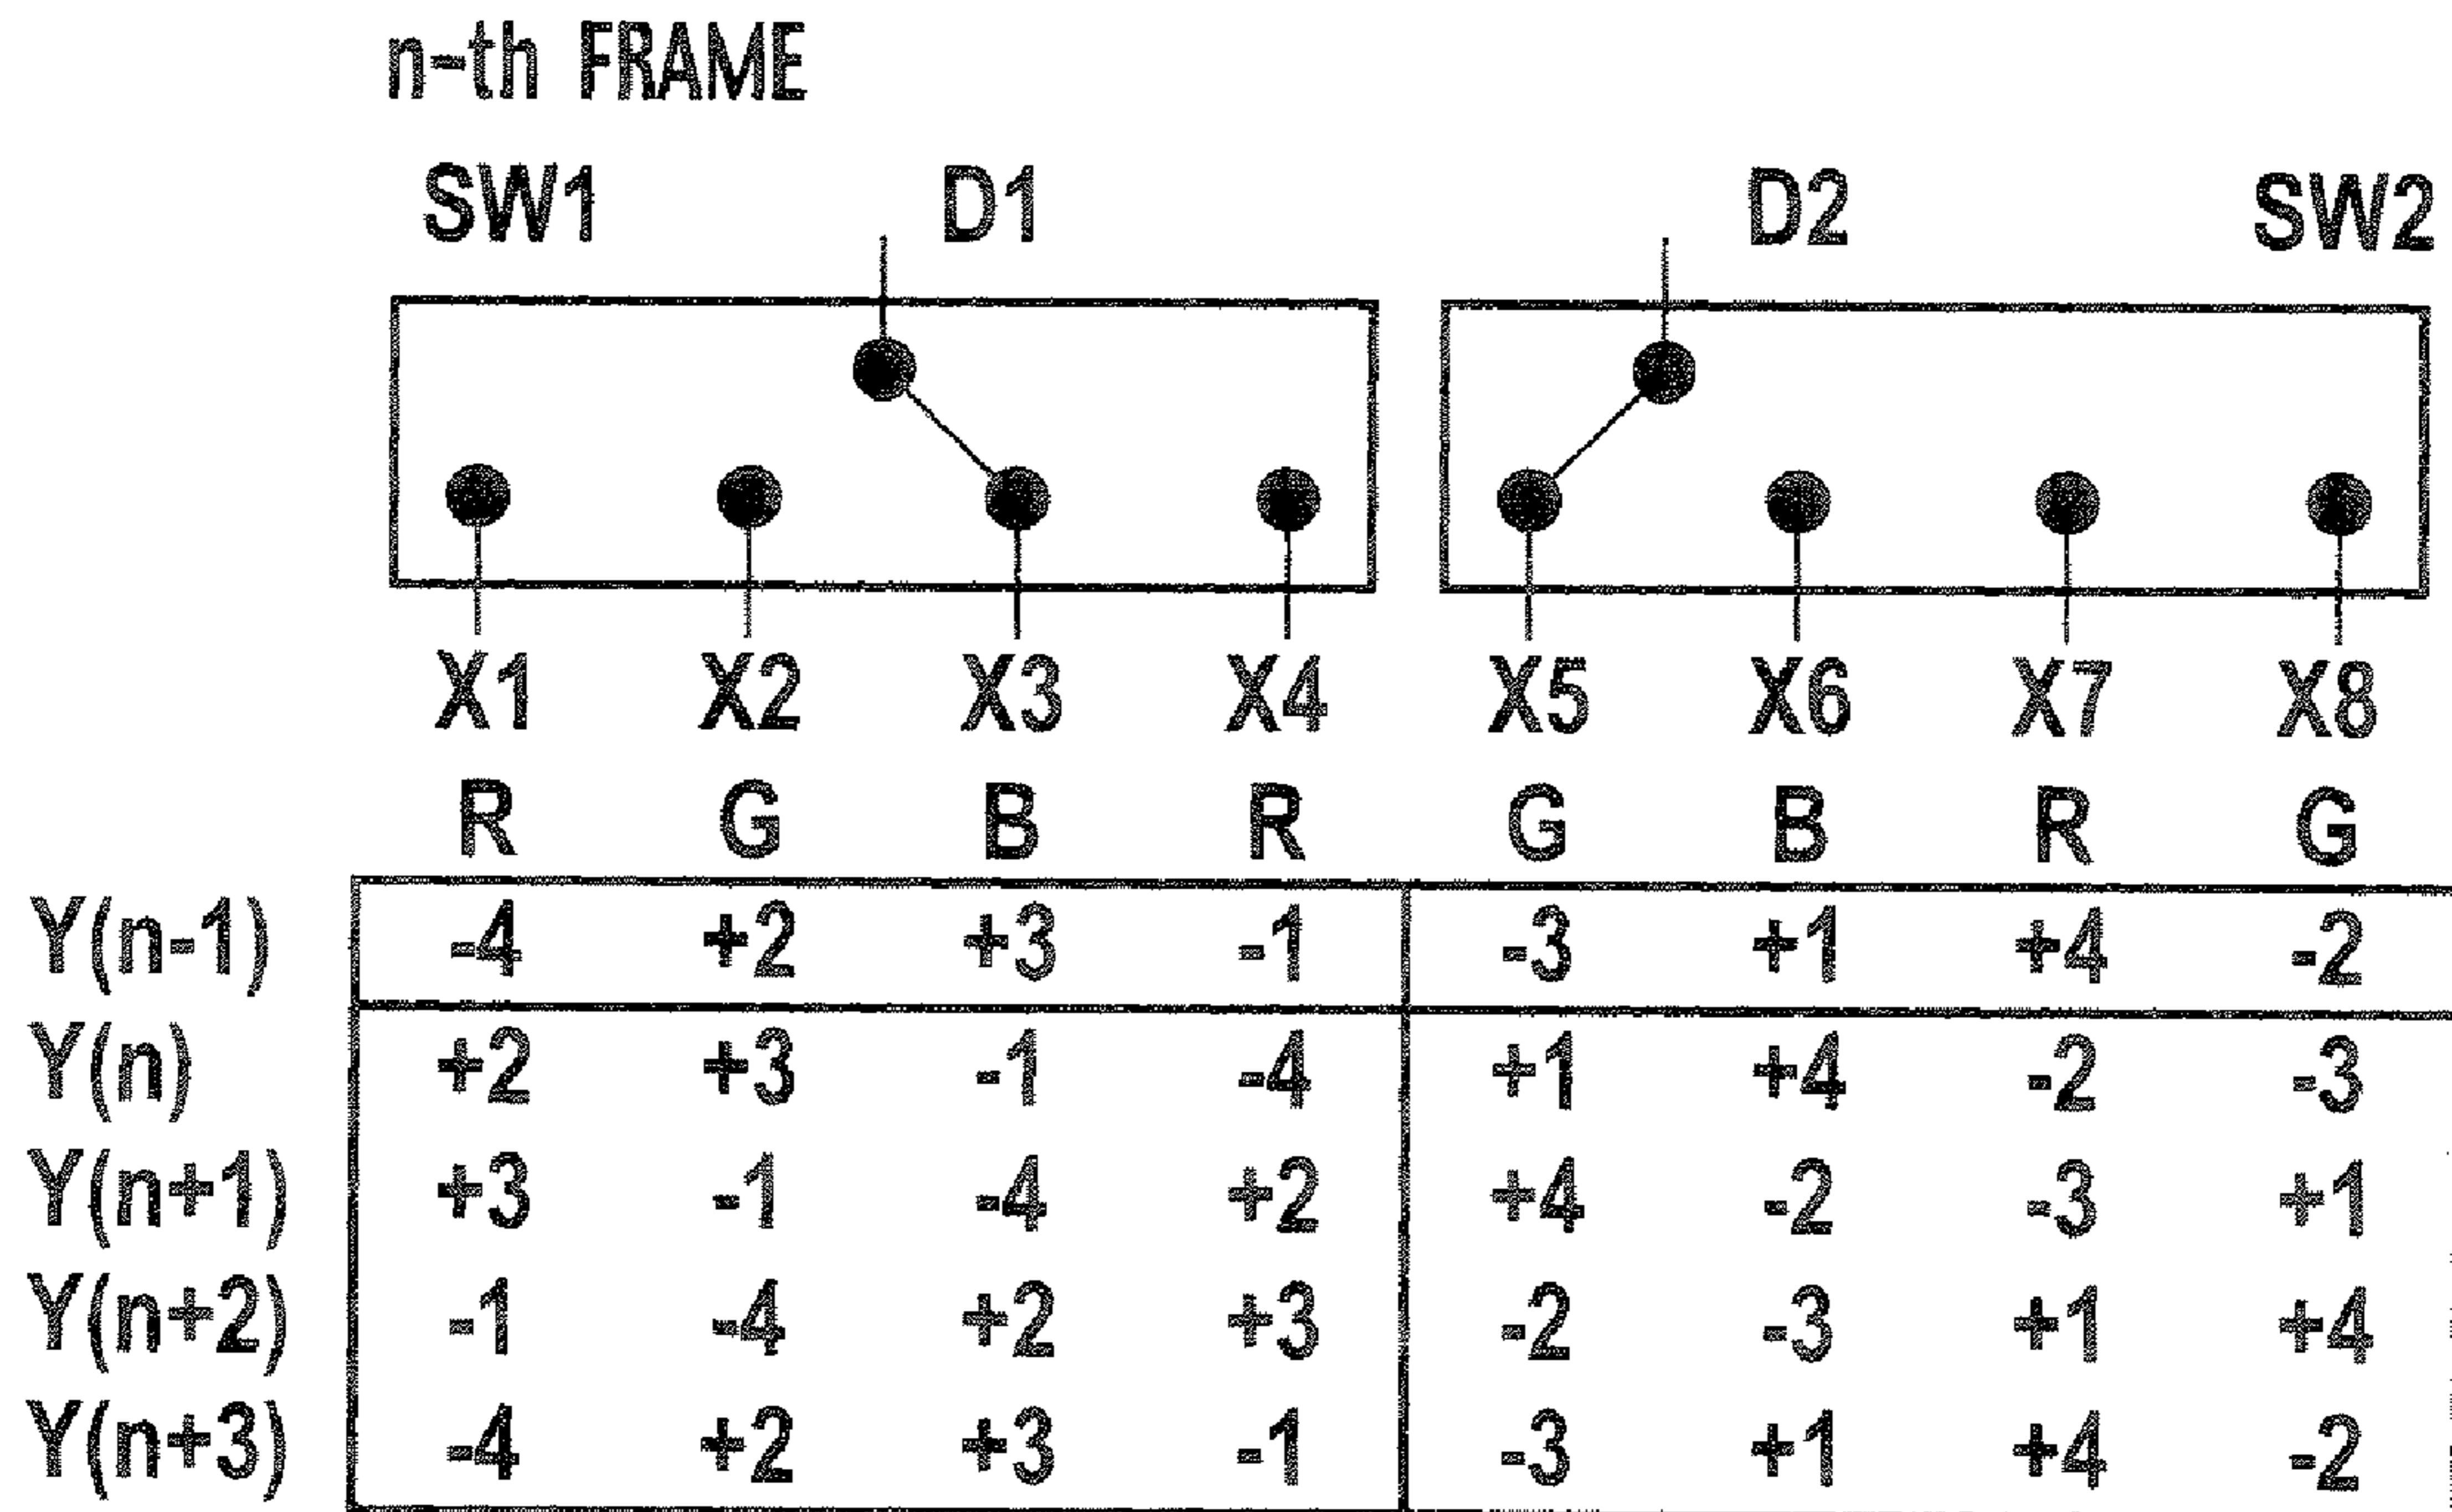 n-th FRAME
SW1 D1 D2 SW2
X1 X2 X3 X4 X5 X6 X7 X8
R G B R G B R G
Y(n-1) -4 +2 +3 -1 -3 +1 +4 -2
Y(n) +2 +3 -1 -4 +1 +4 -2 -3
Y(n+1) +3 -1 -4 +2 +4 -2 -3 +1
Y(n+2) -1 -4 +2 +3 -2 -3 +1 +4
Y(n+3) -4 +2 +3 -1 -3 +1 +4 -2